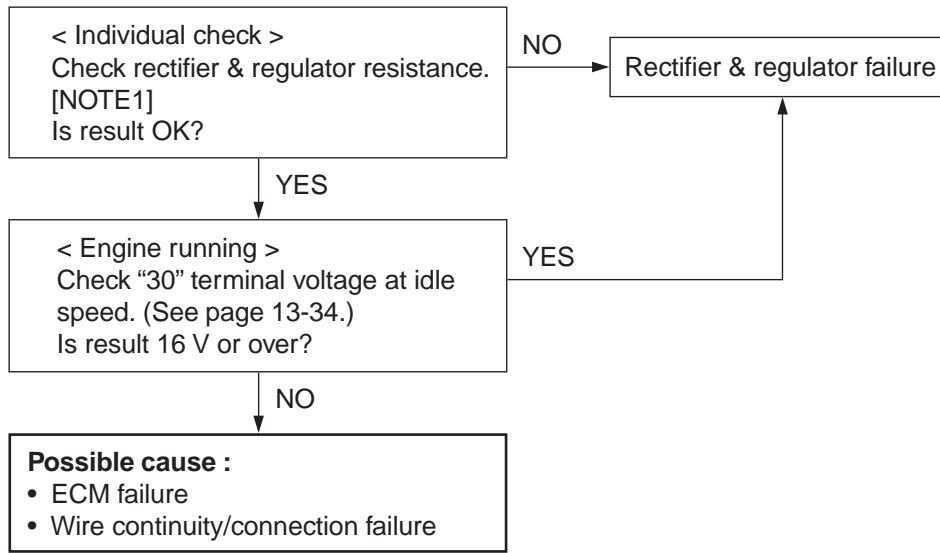 < Individual check >
Check rectifier & regulator resistance.
[NOTE1]
Is result OK?
NO
Rectifier & regulator failure
YES
< Engine running >
Check “30” terminal voltage at idle
speed. (See page 13-34.)
Is result 16 V or over?
YES
NO
Possible cause :
• ECM failure
• Wire continuity/connection failure